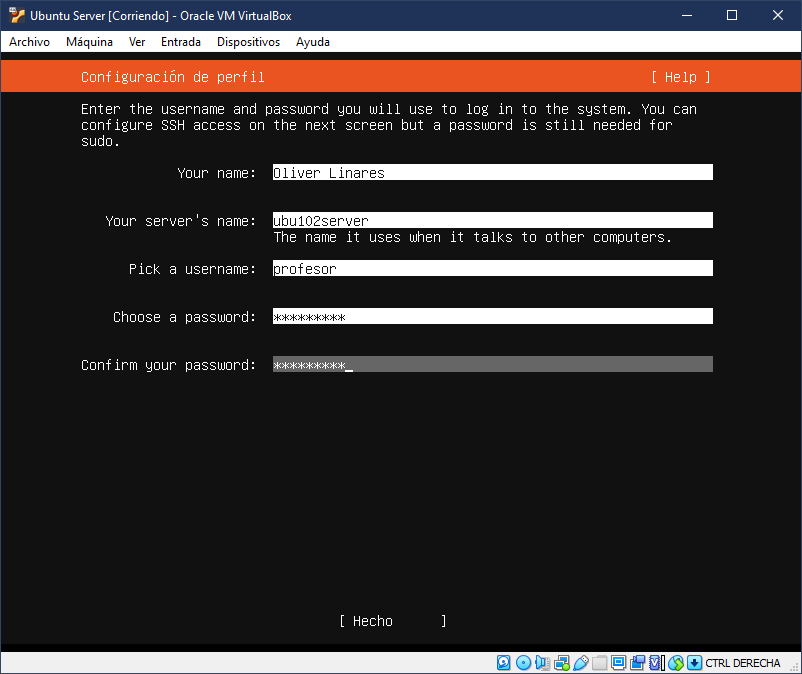 Ubuntu Server [Corriendo] - Oracle VM VirtualBox
Archivo Máquina Ver Entrada Dispositivos Ayuda
Configuración de perfil [ Help ]
Enter the username and password you will use to log in to the system. You can
configure SSH access on the next screen but a password is still needed for
sudo.
Your name: Oliver Linares
Your server's name: ubu102server
The name it uses when it talks to other computers.
Pick a username: profesor
Choose a password: *********
Confirm your password: *********_
[ Hecho ]
CTRL DERECHA